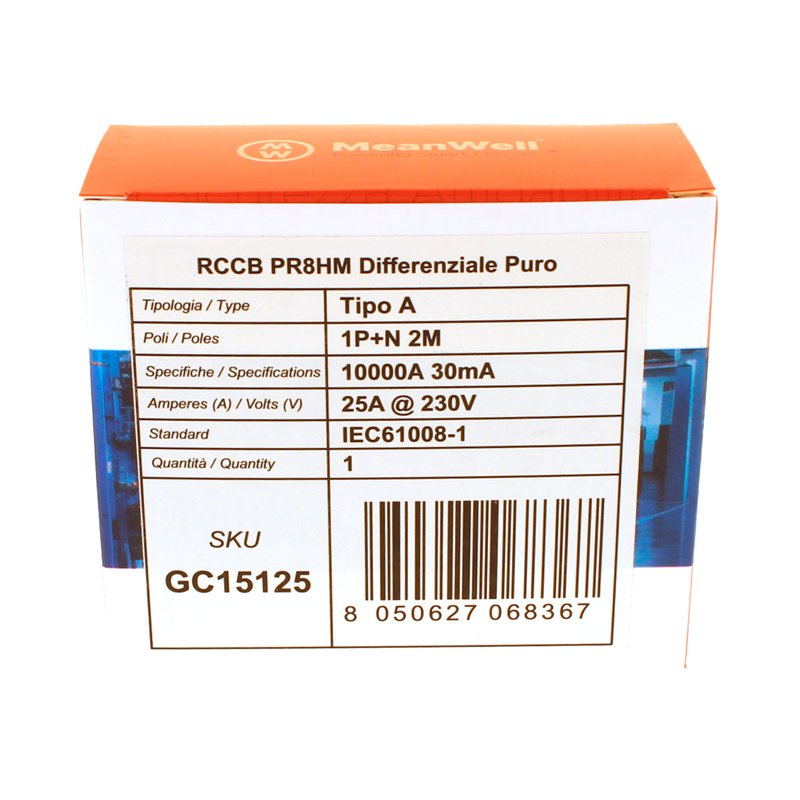 MW MeanWell
RCCB PR8HM Differenziale Puro
Tipologia / Type Tipo A
Poli / Poles 1P+N 2M
Specifiche / Specifications 10000A 30mA
Amperes (A) / Volts (V) 25A @ 230V
Standard IEC61008-1
Quantità / Quantity 1
SKU
GC15125
8 050627 068367